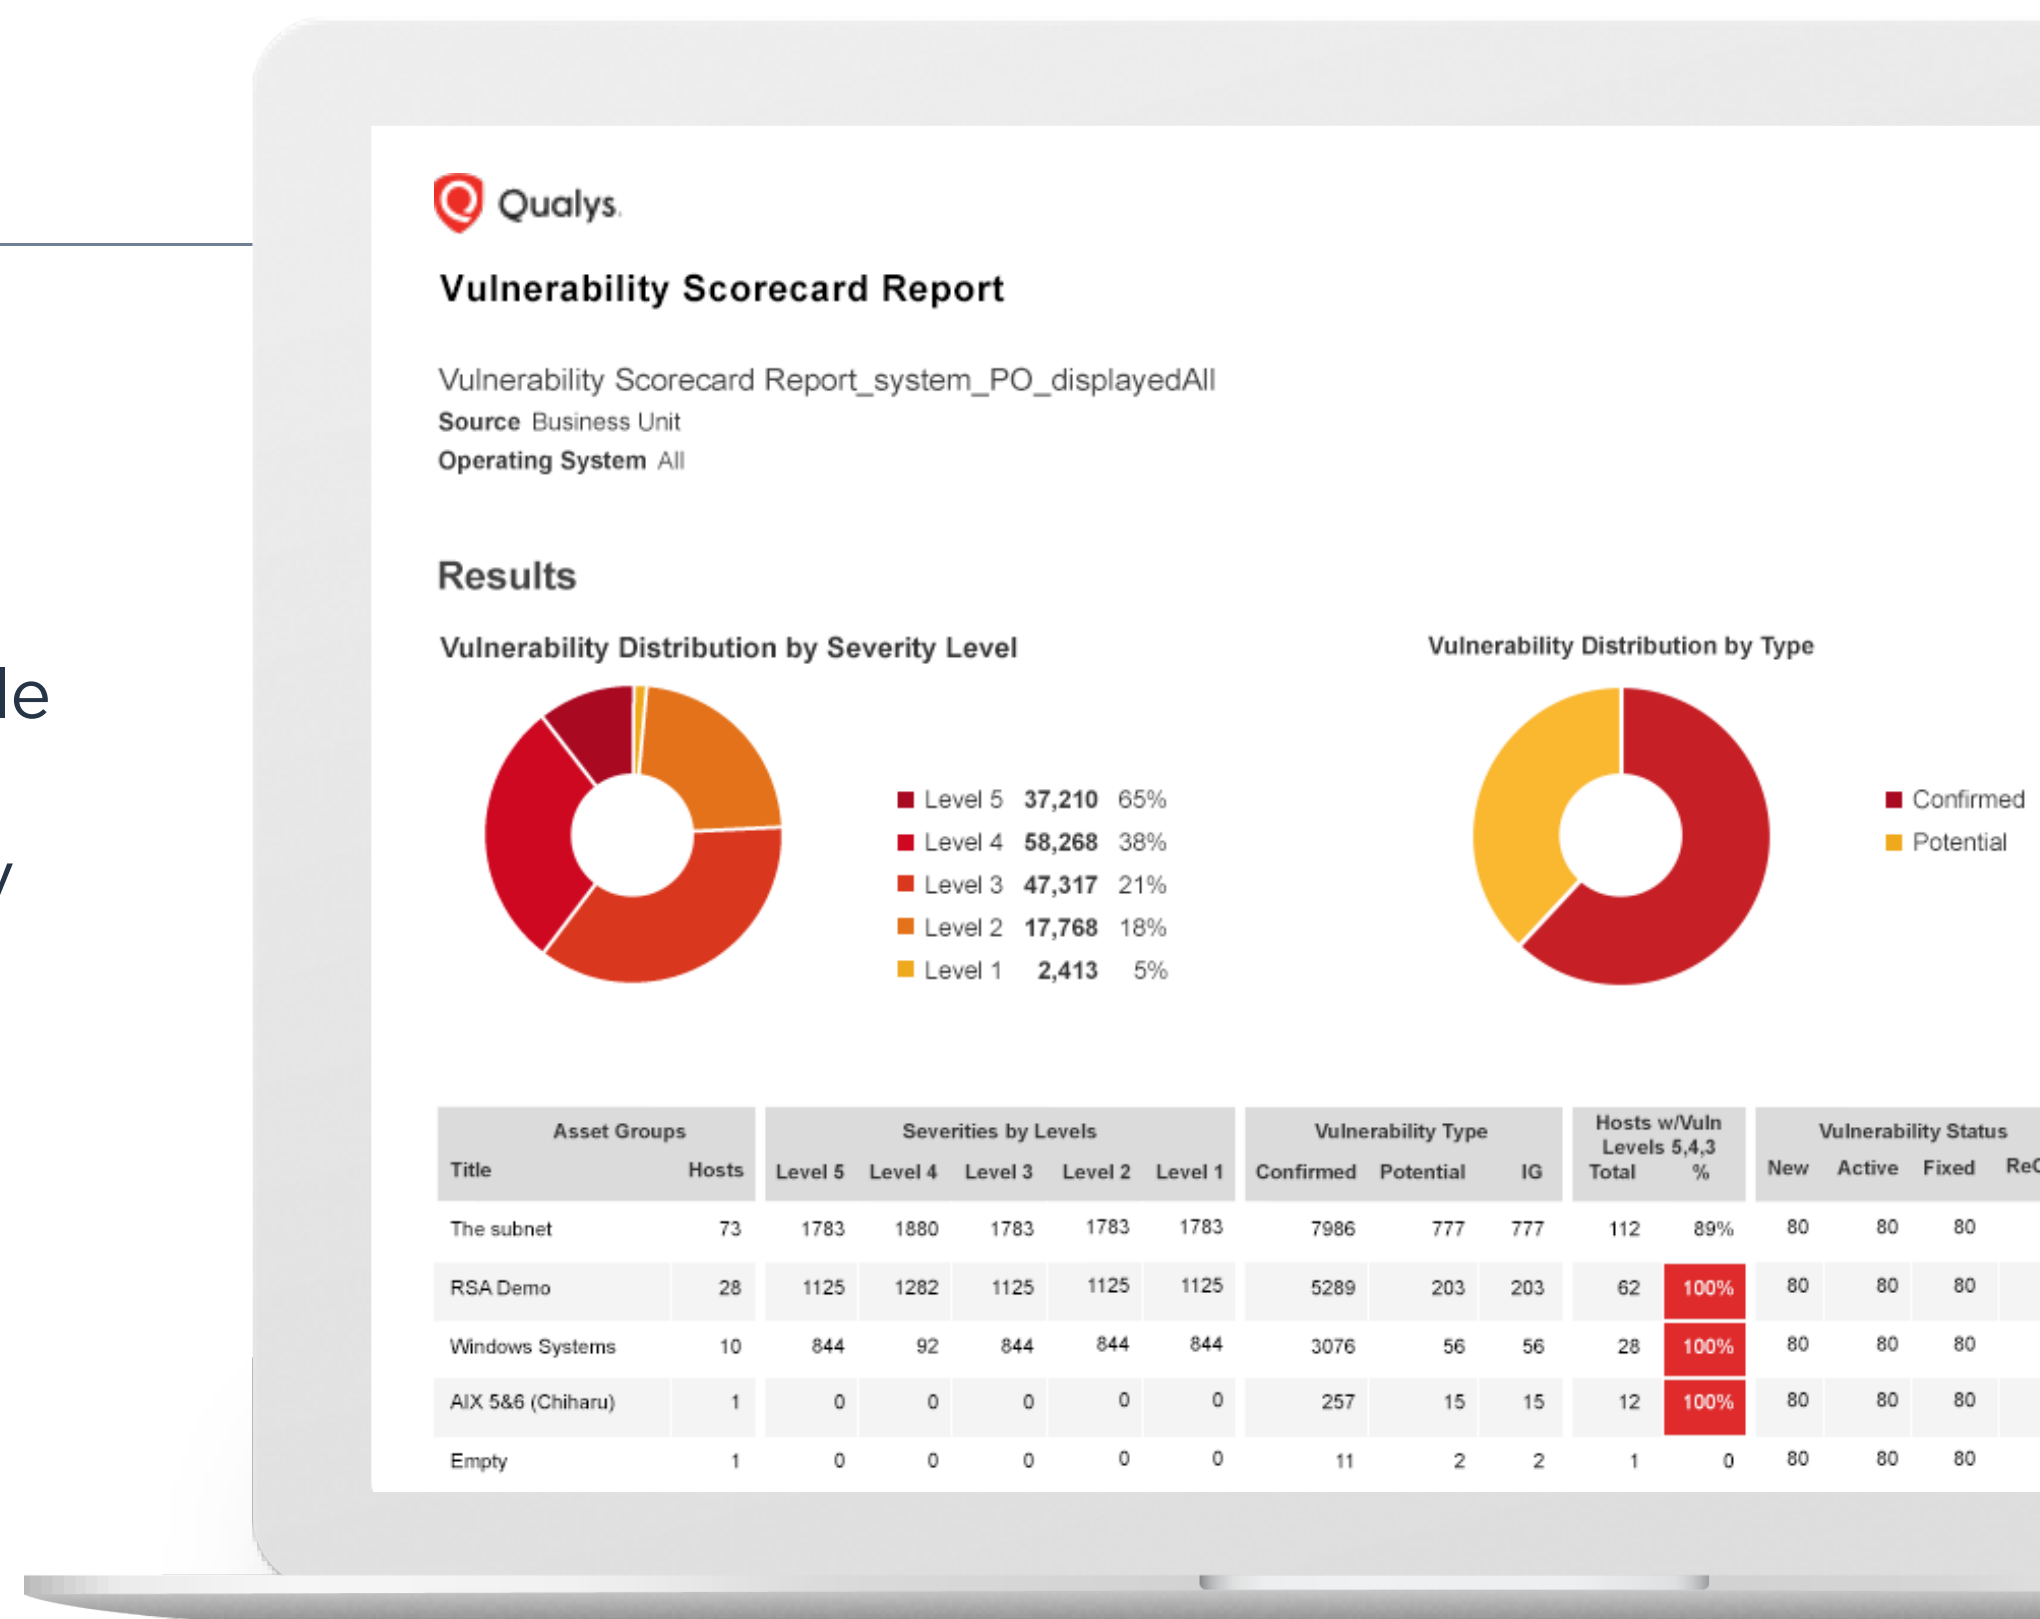 Qualys.
Vulnerability Scorecard Report
Vulnerability Scorecard Report_system_PO_displayedAll
Source Business Unit
Operating System All
Results
Vulnerability Distribution by Severity Level
Level 5 37,210 65%
Level 4 58,268 38%
Level 3 47,317 21%
Level 2 17,768 18%
Level 1 2,413 5%
Vulnerability Distribution by Type
Confirmed
Potential
Asset Groups Severities by Levels Vulnerability Type Hosts w/Vuln Levels 5,4,3 Vulnerability Status
Title Hosts Level 5 Level 4 Level 3 Level 2 Level 1 Confirmed Potential IG Total % New Active Fixed
The subnet 73 1783 1880 1783 1783 1783 7986 777 777 112 89% 80 80 80
RSA Demo 28 1125 1282 1125 1125 1125 5289 203 203 62 100% 80 80 80
Windows Systems 10 844 92 844 844 844 3076 56 56 28 100% 80 80 80
AIX 5&6 (Chiharu) 1 0 0 0 0 0 257 15 15 12 100% 80 80 80
Empty 1 0 0 0 0 0 11 2 2 1 0 80 80 80